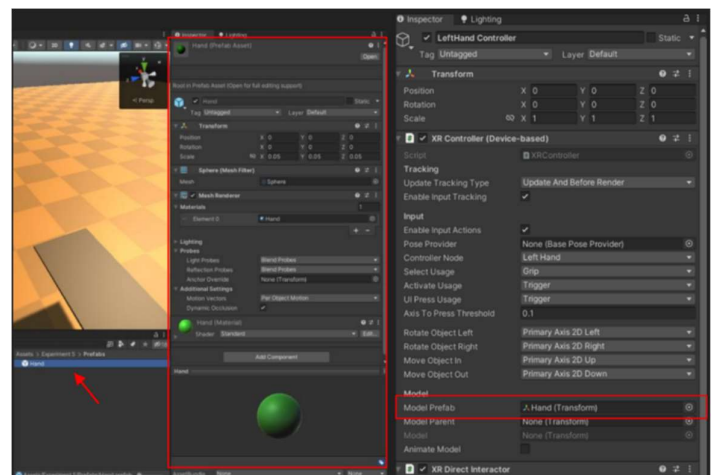 < Persp
Assets > Experiment 5 > Prefabs
Hand
Inspector
Lighting
Hand (Prefab Asset)
Open
Root in Prefab Asset (Open for full editing support)
Hand
Static
Tag Untagged Layer Default
Transform
Position X 0 Y 0 Z 0
Rotation X 0 Y 0 Z 0
Scale X 0.05 Y 0.05 Z 0.05
Sphere (Mesh Filter)
Mesh Sphere
Mesh Renderer
Materials 1
Element 0 Hand
Lighting
Probes
Light Probes Blend Probes
Reflection Probes Blend Probes
Anchor Override None (Transform)
Additional Settings
Motion Vectors Per Object Motion
Dynamic Occlusion
Hand (Material)
Shader Standard Edit...
Add Component
Hand
AssetBundle None None
Inspector Lighting
LeftHand Controller Static
Tag Untagged Layer Default
Transform
Position X 0 Y 0 Z 0
Rotation X 0 Y 0 Z 0
Scale X 1 Y 1 Z 1
XR Controller (Device-based)
Script XRController
Tracking
Update Tracking Type Update And Before Render
Enable Input Tracking
Input
Enable Input Actions
Pose Provider None (Base Pose Provider)
Controller Node Left Hand
Select Usage Grip
Activate Usage Trigger
UI Press Usage Trigger
Axis To Press Threshold 0.1
Rotate Object Left Primary Axis 2D Left
Rotate Object Right Primary Axis 2D Right
Move Object In Primary Axis 2D Up
Move Object Out Primary Axis 2D Down
Model
Model Prefab Hand (Transform)
Model Parent None (Transform)
Model None (Transform)
Animate Model
XR Direct Interactor